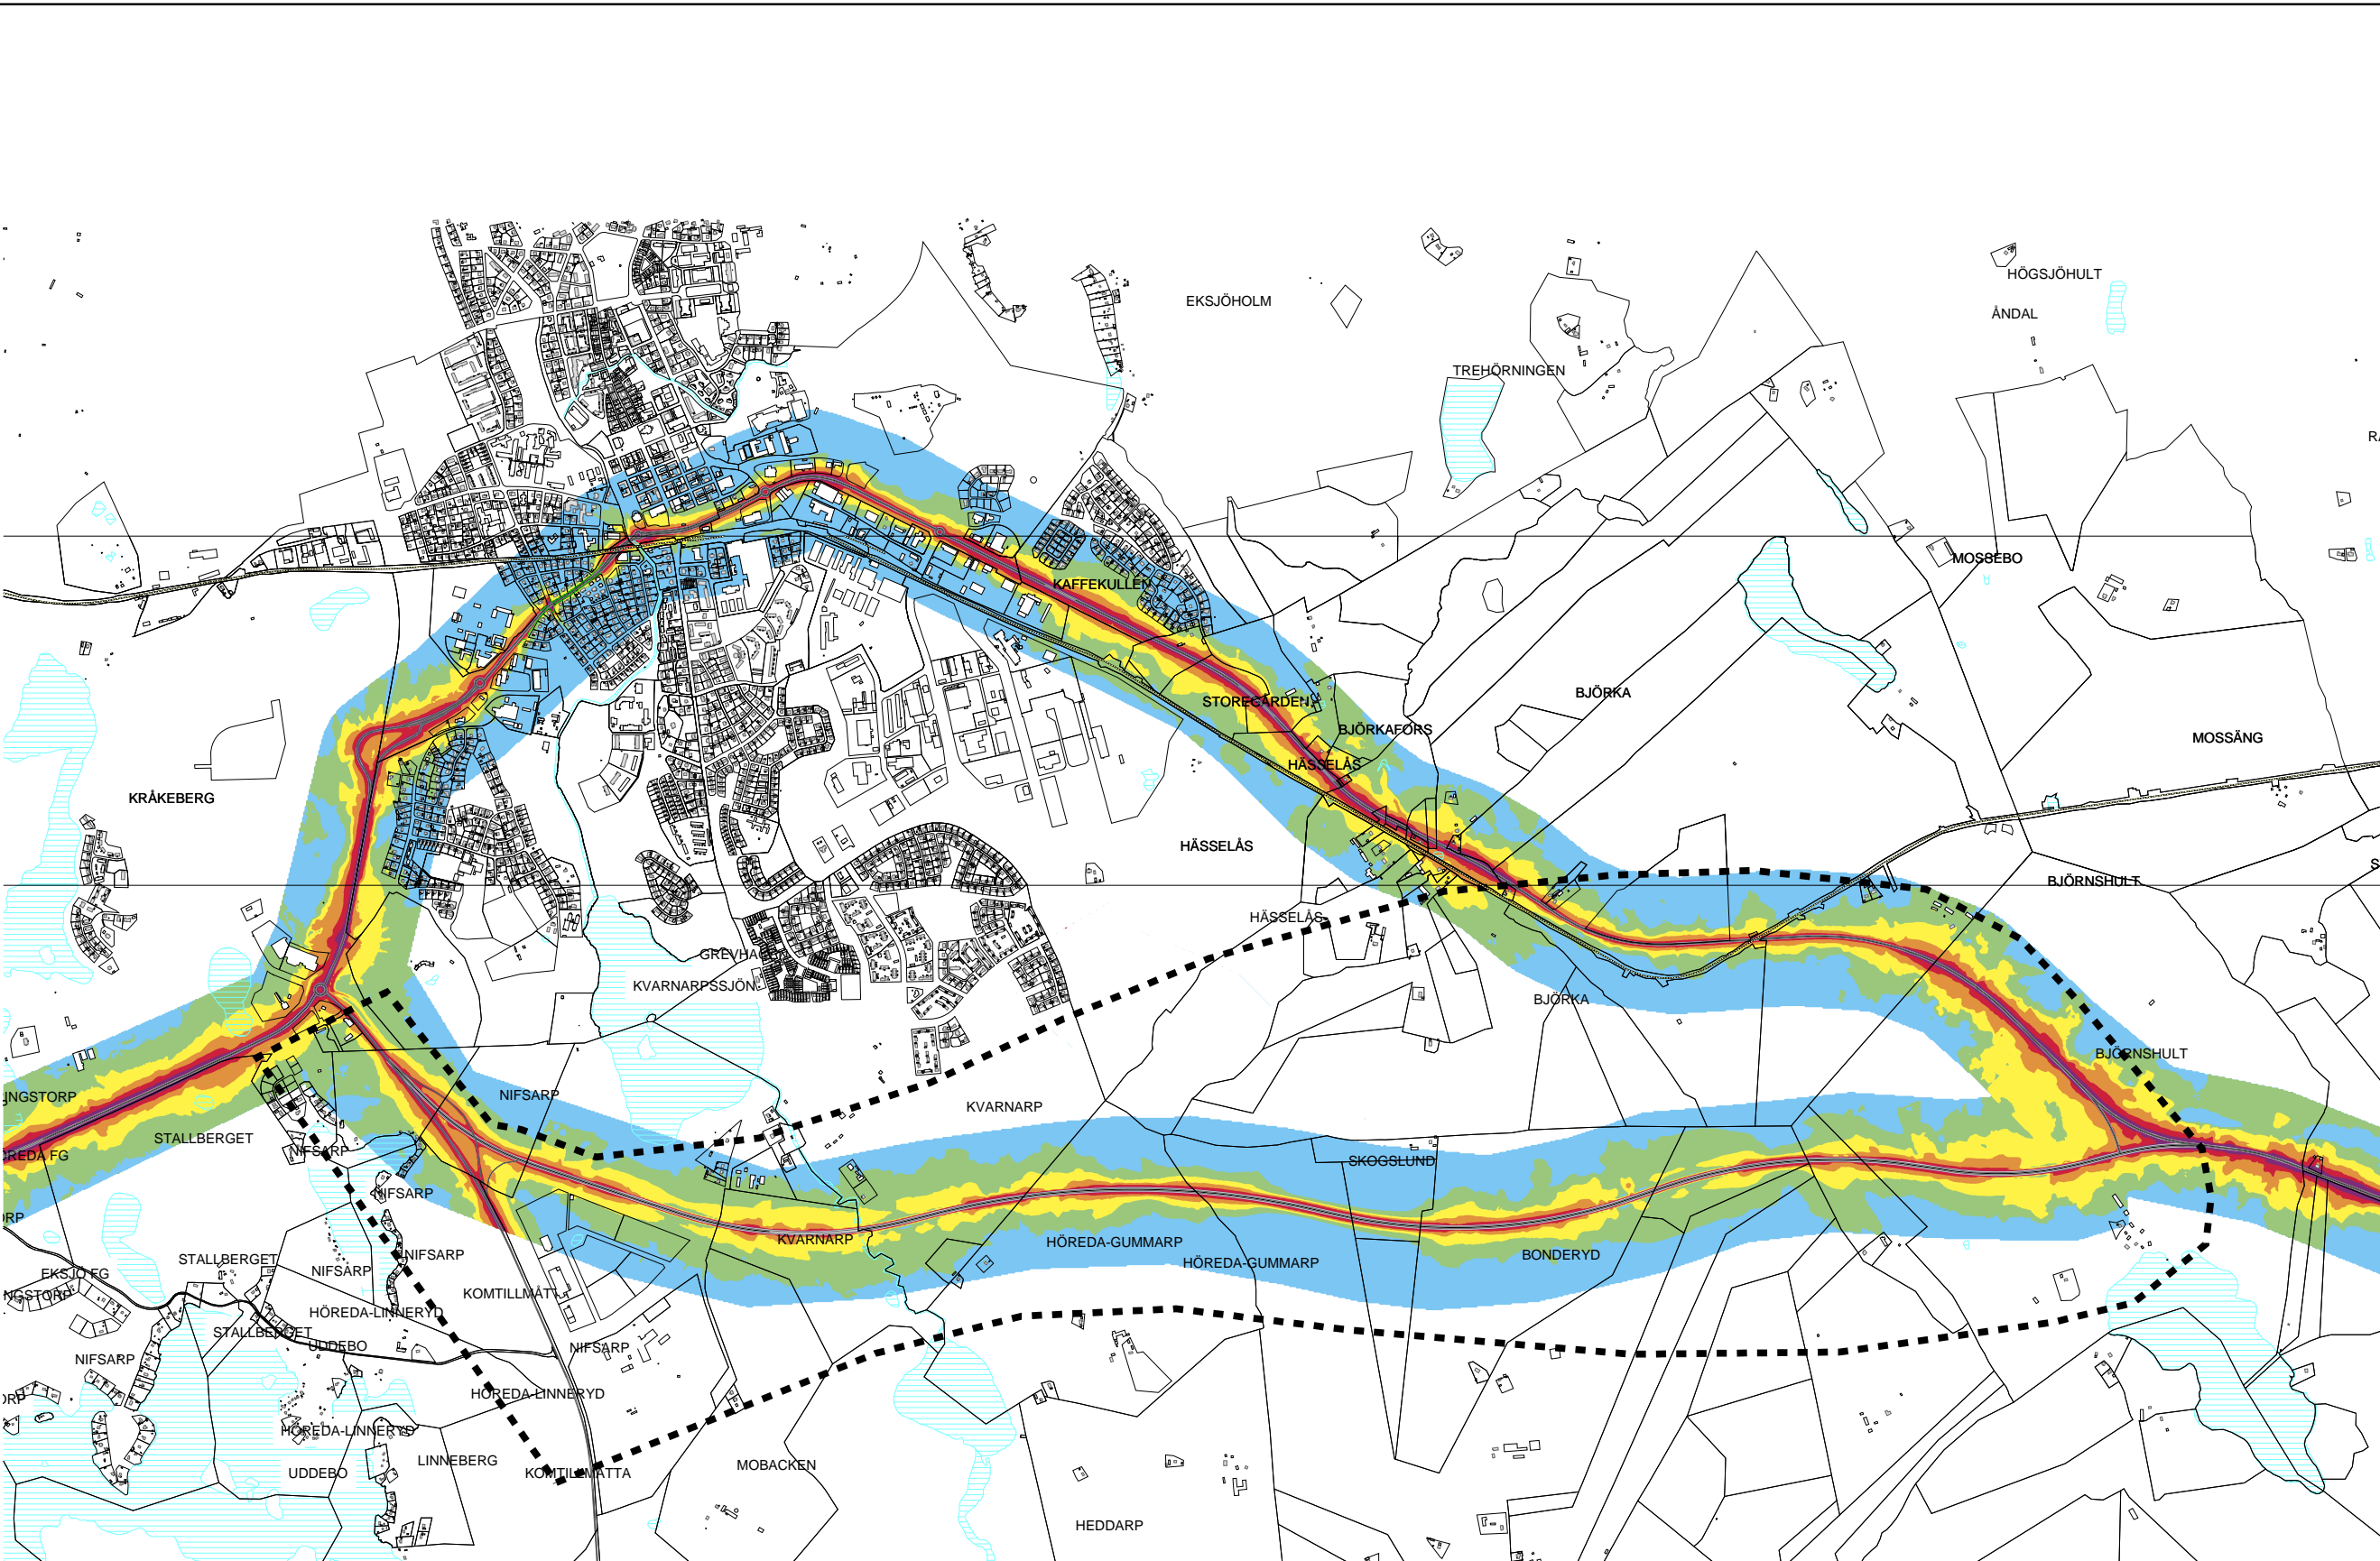 HÖGSJÖHULT
EKSJÖHOLM
ÅNDAL
TREHÖRNINGEN
MOSSEBO
KAFFEKULLEN
BJÖRKA
STOREGÅRDEN
BJÖRKAFORS
MOSSÄNG
HÄSSELÅS
KRÅKEBERG
HÄSSELÅS
BJÖRNSHULT
HÄSSELÅS
KVARNARPSSJÖN
BJÖRKA
BJÖRNSHULT
NIFSARP
KVARNARP
STALLBERGET
NIFSARP
SKOGSLUND
NIFSARP
KVARNARP
HÖREDA-GUMMARP
NIFSARP
BONDERYD
STALLBERGET
HÖREDA-GUMMARP
NIFSARP
EKSJÖ FG
HÖREDA-LINNERYD
STALLBERGET
UDDEBO
NIFSARP
NIFSARP
HÖREDA-LINNERYD
HÖREDA-LINNERYD
LINNEBERG
MOBACKEN
UDDEBO
KOMTILLMÅTTA
HEDDARP